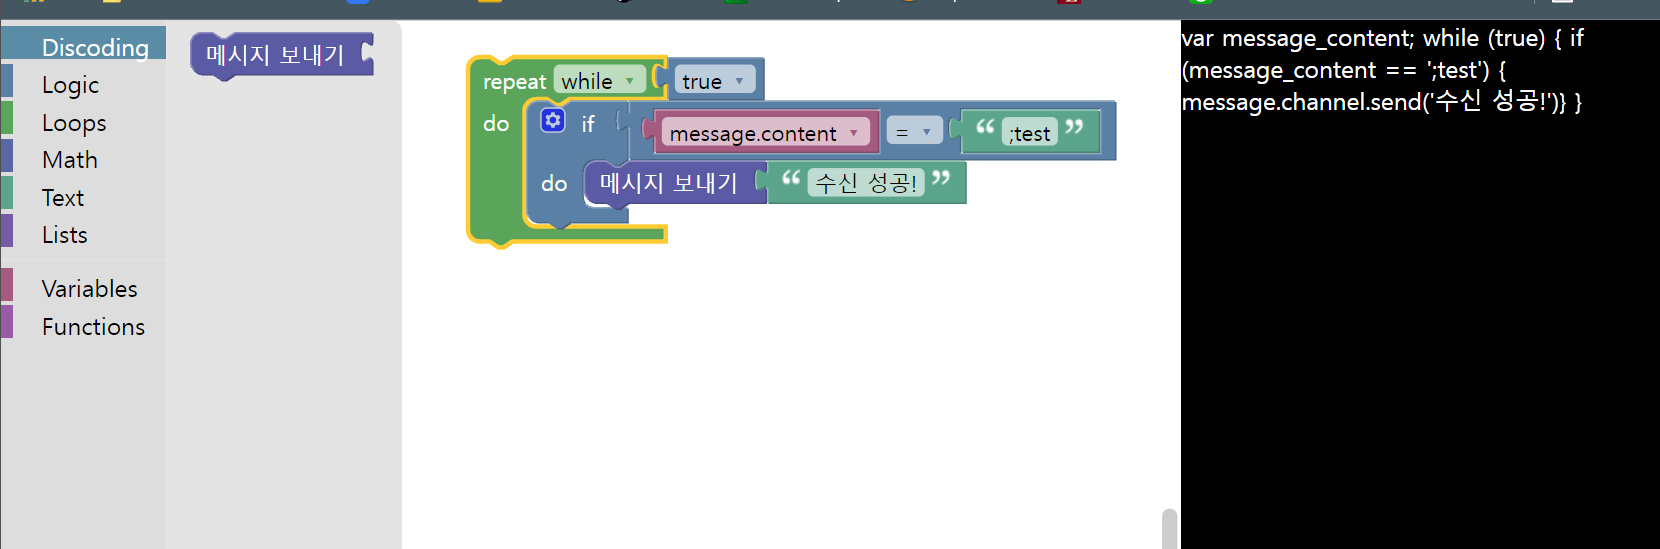 Discoding
Logic
Loops
Math
Text
Lists
Variables
Functions
메시지 보내기
repeat while true
do if message.content = “ ;test ”
do 메시지 보내기 “ 수신 성공! ”
var message_content; while (true) { if
(message_content == ';test') {
message.channel.send('수신 성공!')} }